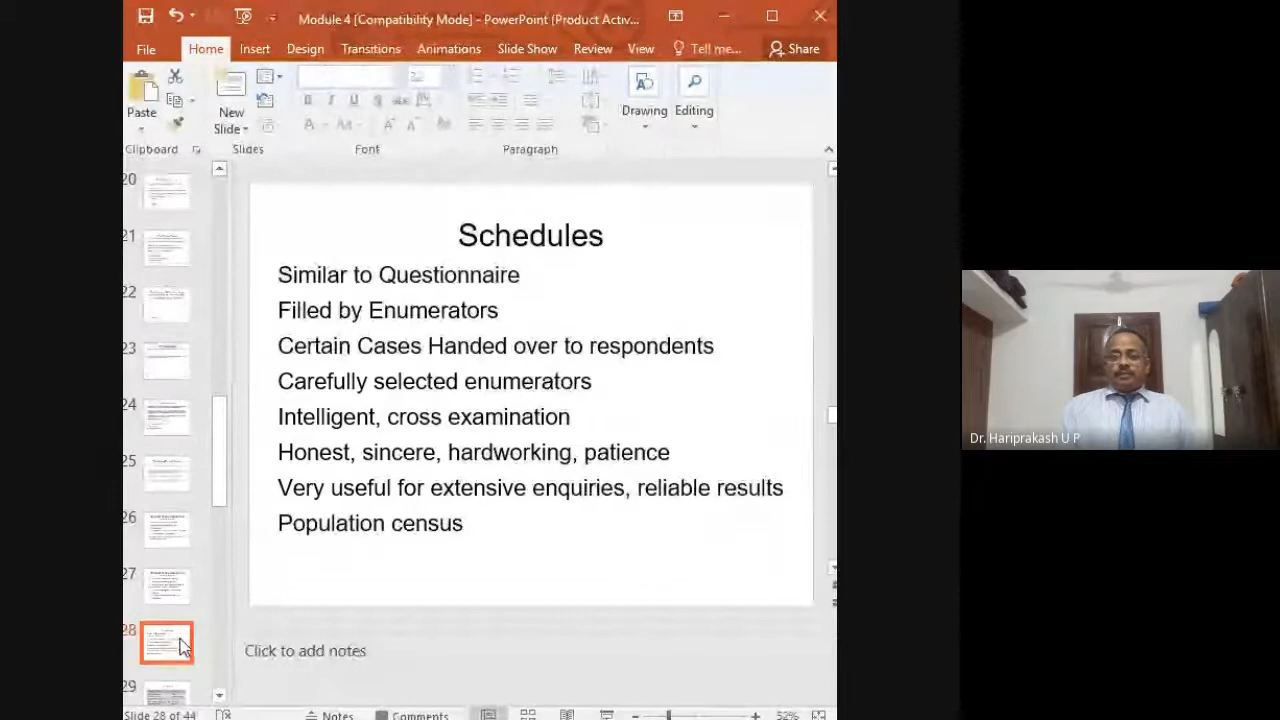 Module 4 [Compatibility Mode] - PowerPoint (Product Activ...
File Home Insert Design Transitions Animations Slide Show Review View Tell me... Share
Paste
New
Slide
Drawing
Editing
Clipboard Slides Font Paragraph
20
21
22
23
24
25
26
27
28
29
Schedules
Similar to Questionnaire
Filled by Enumerators
Certain Cases Handed over to respondents
Carefully selected enumerators
Intelligent, cross examination
Honest, sincere, hardworking, patience
Very useful for extensive enquiries, reliable results
Population census
Click to add notes
Slide 28 of 44 Notes Comments 52%
Dr. Hariprakash U P